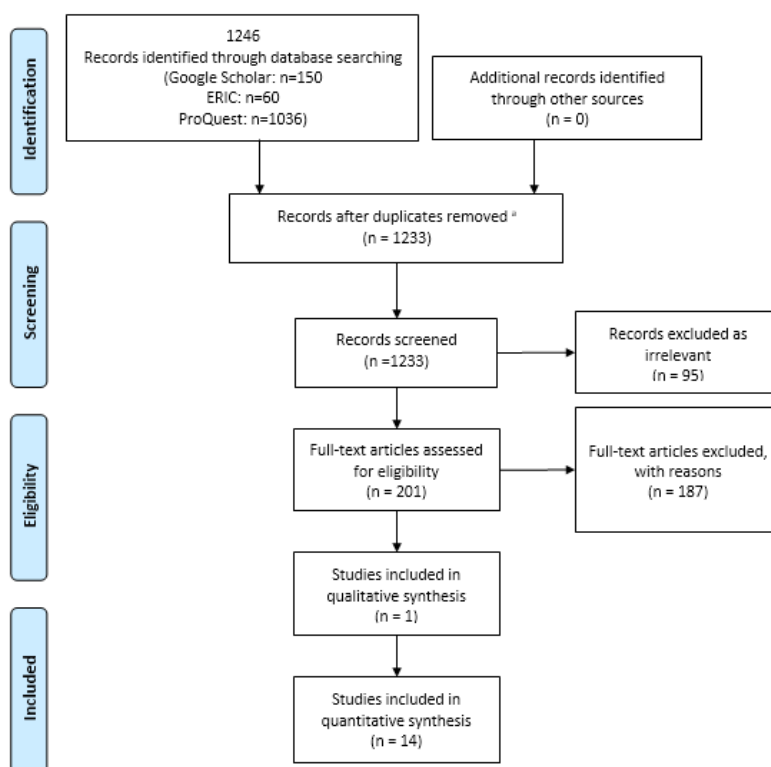 Identification
1246
Records identified through database searching
(Google Scholar: n=150
ERIC: n=60
ProQuest: n=1036)
Additional records identified
through other sources
(n = 0)
Records after duplicates removed ª
(n = 1233)
Screening
Records screened
(n =1233)
Records excluded as
irrelevant
(n = 95)
Eligibility
Full-text articles assessed
for eligibility
(n = 201)
Full-text articles excluded,
with reasons
(n = 187)
Studies included in
qualitative synthesis
(n = 1)
Included
Studies included in
quantitative synthesis
(n = 14)